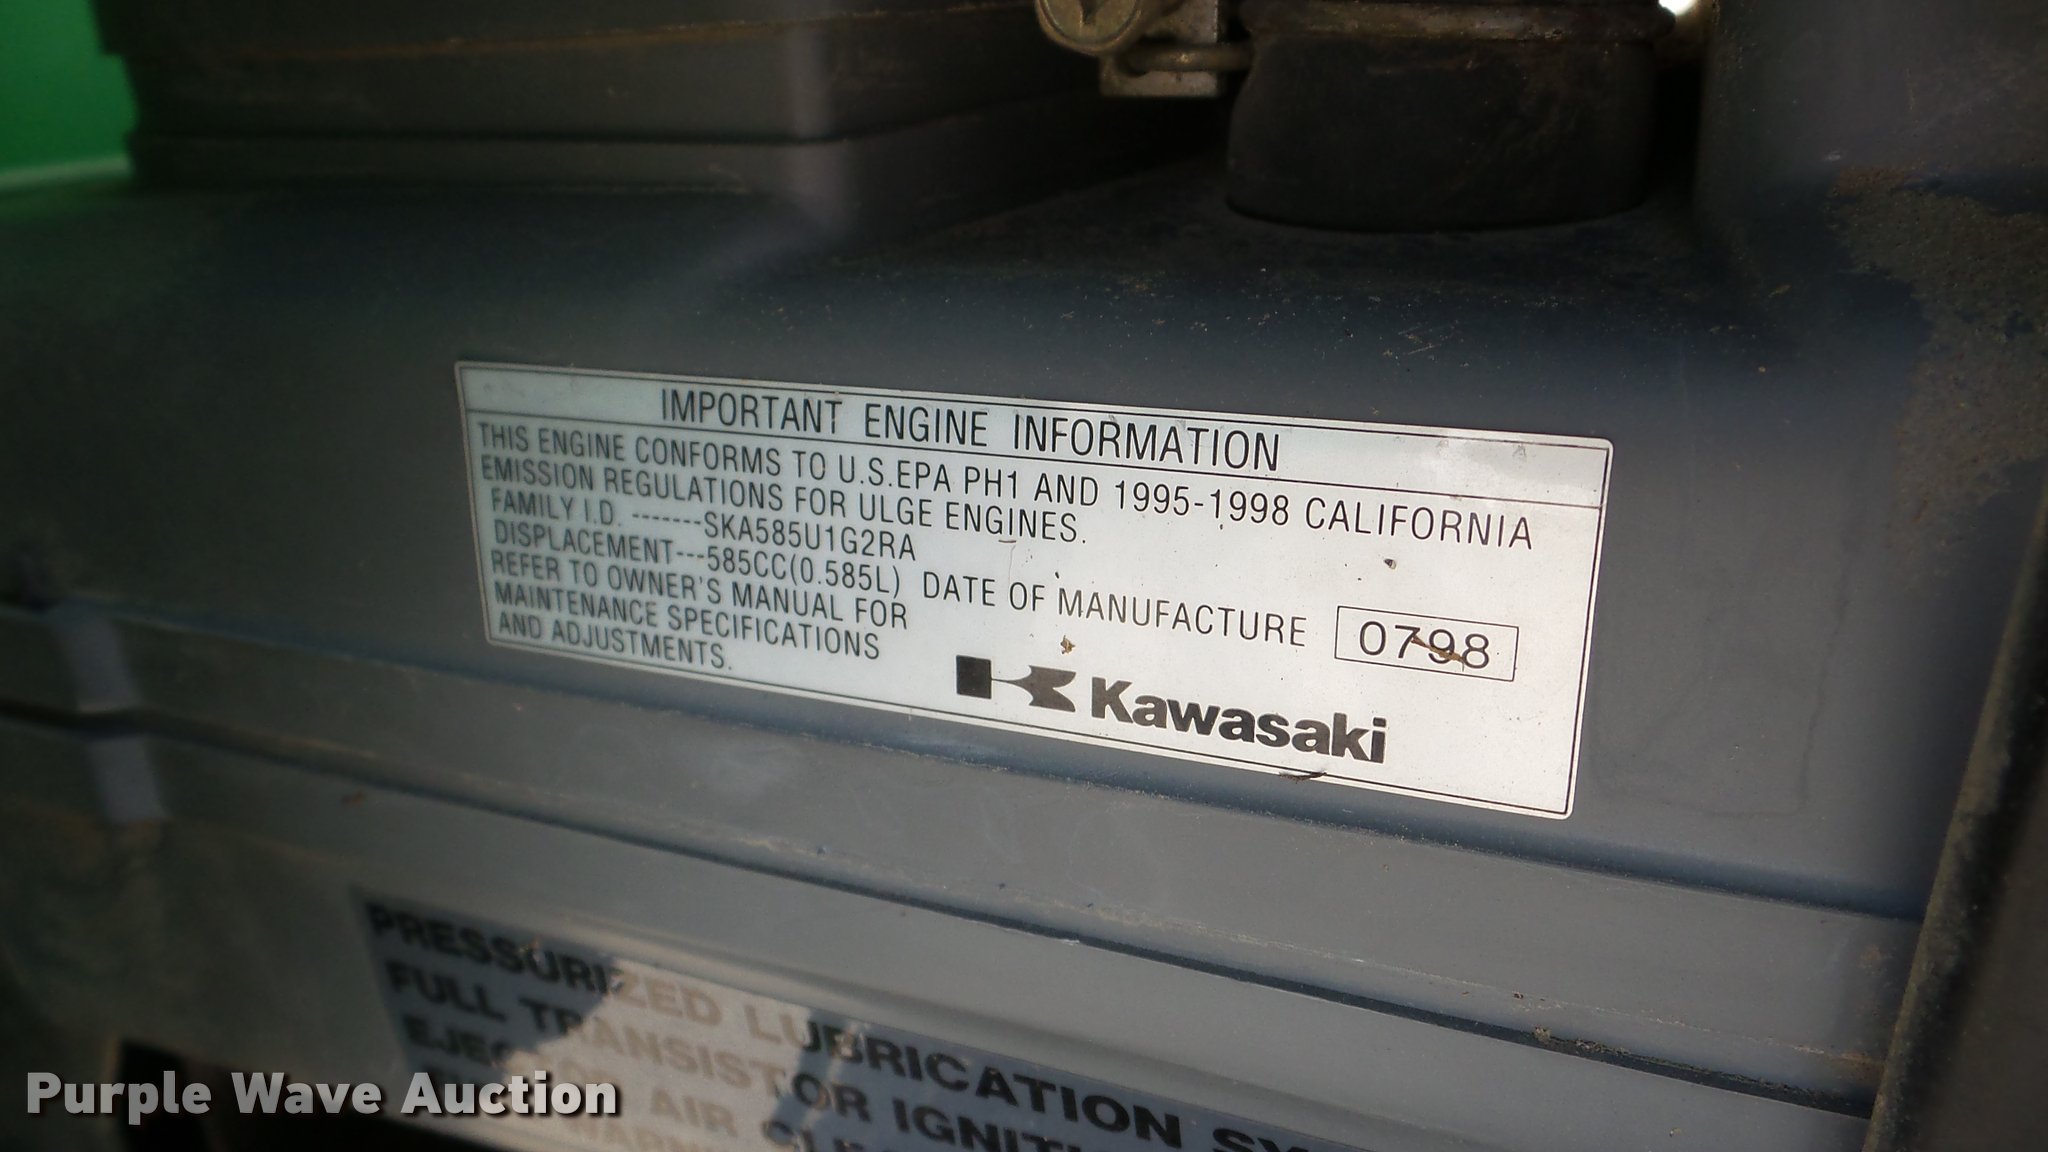 IMPORTANT ENGINE INFORMATION
THIS ENGINE CONFORMS TO U.S.EPA PH1 AND 1995-1998 CALIFORNIA
EMISSION REGULATIONS FOR ULGE ENGINES.
FAMILY I.D. -------SKA585U1G2RA
DISPLACEMENT---585CC(0.585L) DATE OF MANUFACTURE 0798
REFER TO OWNER'S MANUAL FOR
MAINTENANCE SPECIFICATIONS
AND ADJUSTMENTS.
Kawasaki
PRESSURIZED LUBRICATION
FULL TRANSISTOR
AIR
Purple Wave Auction